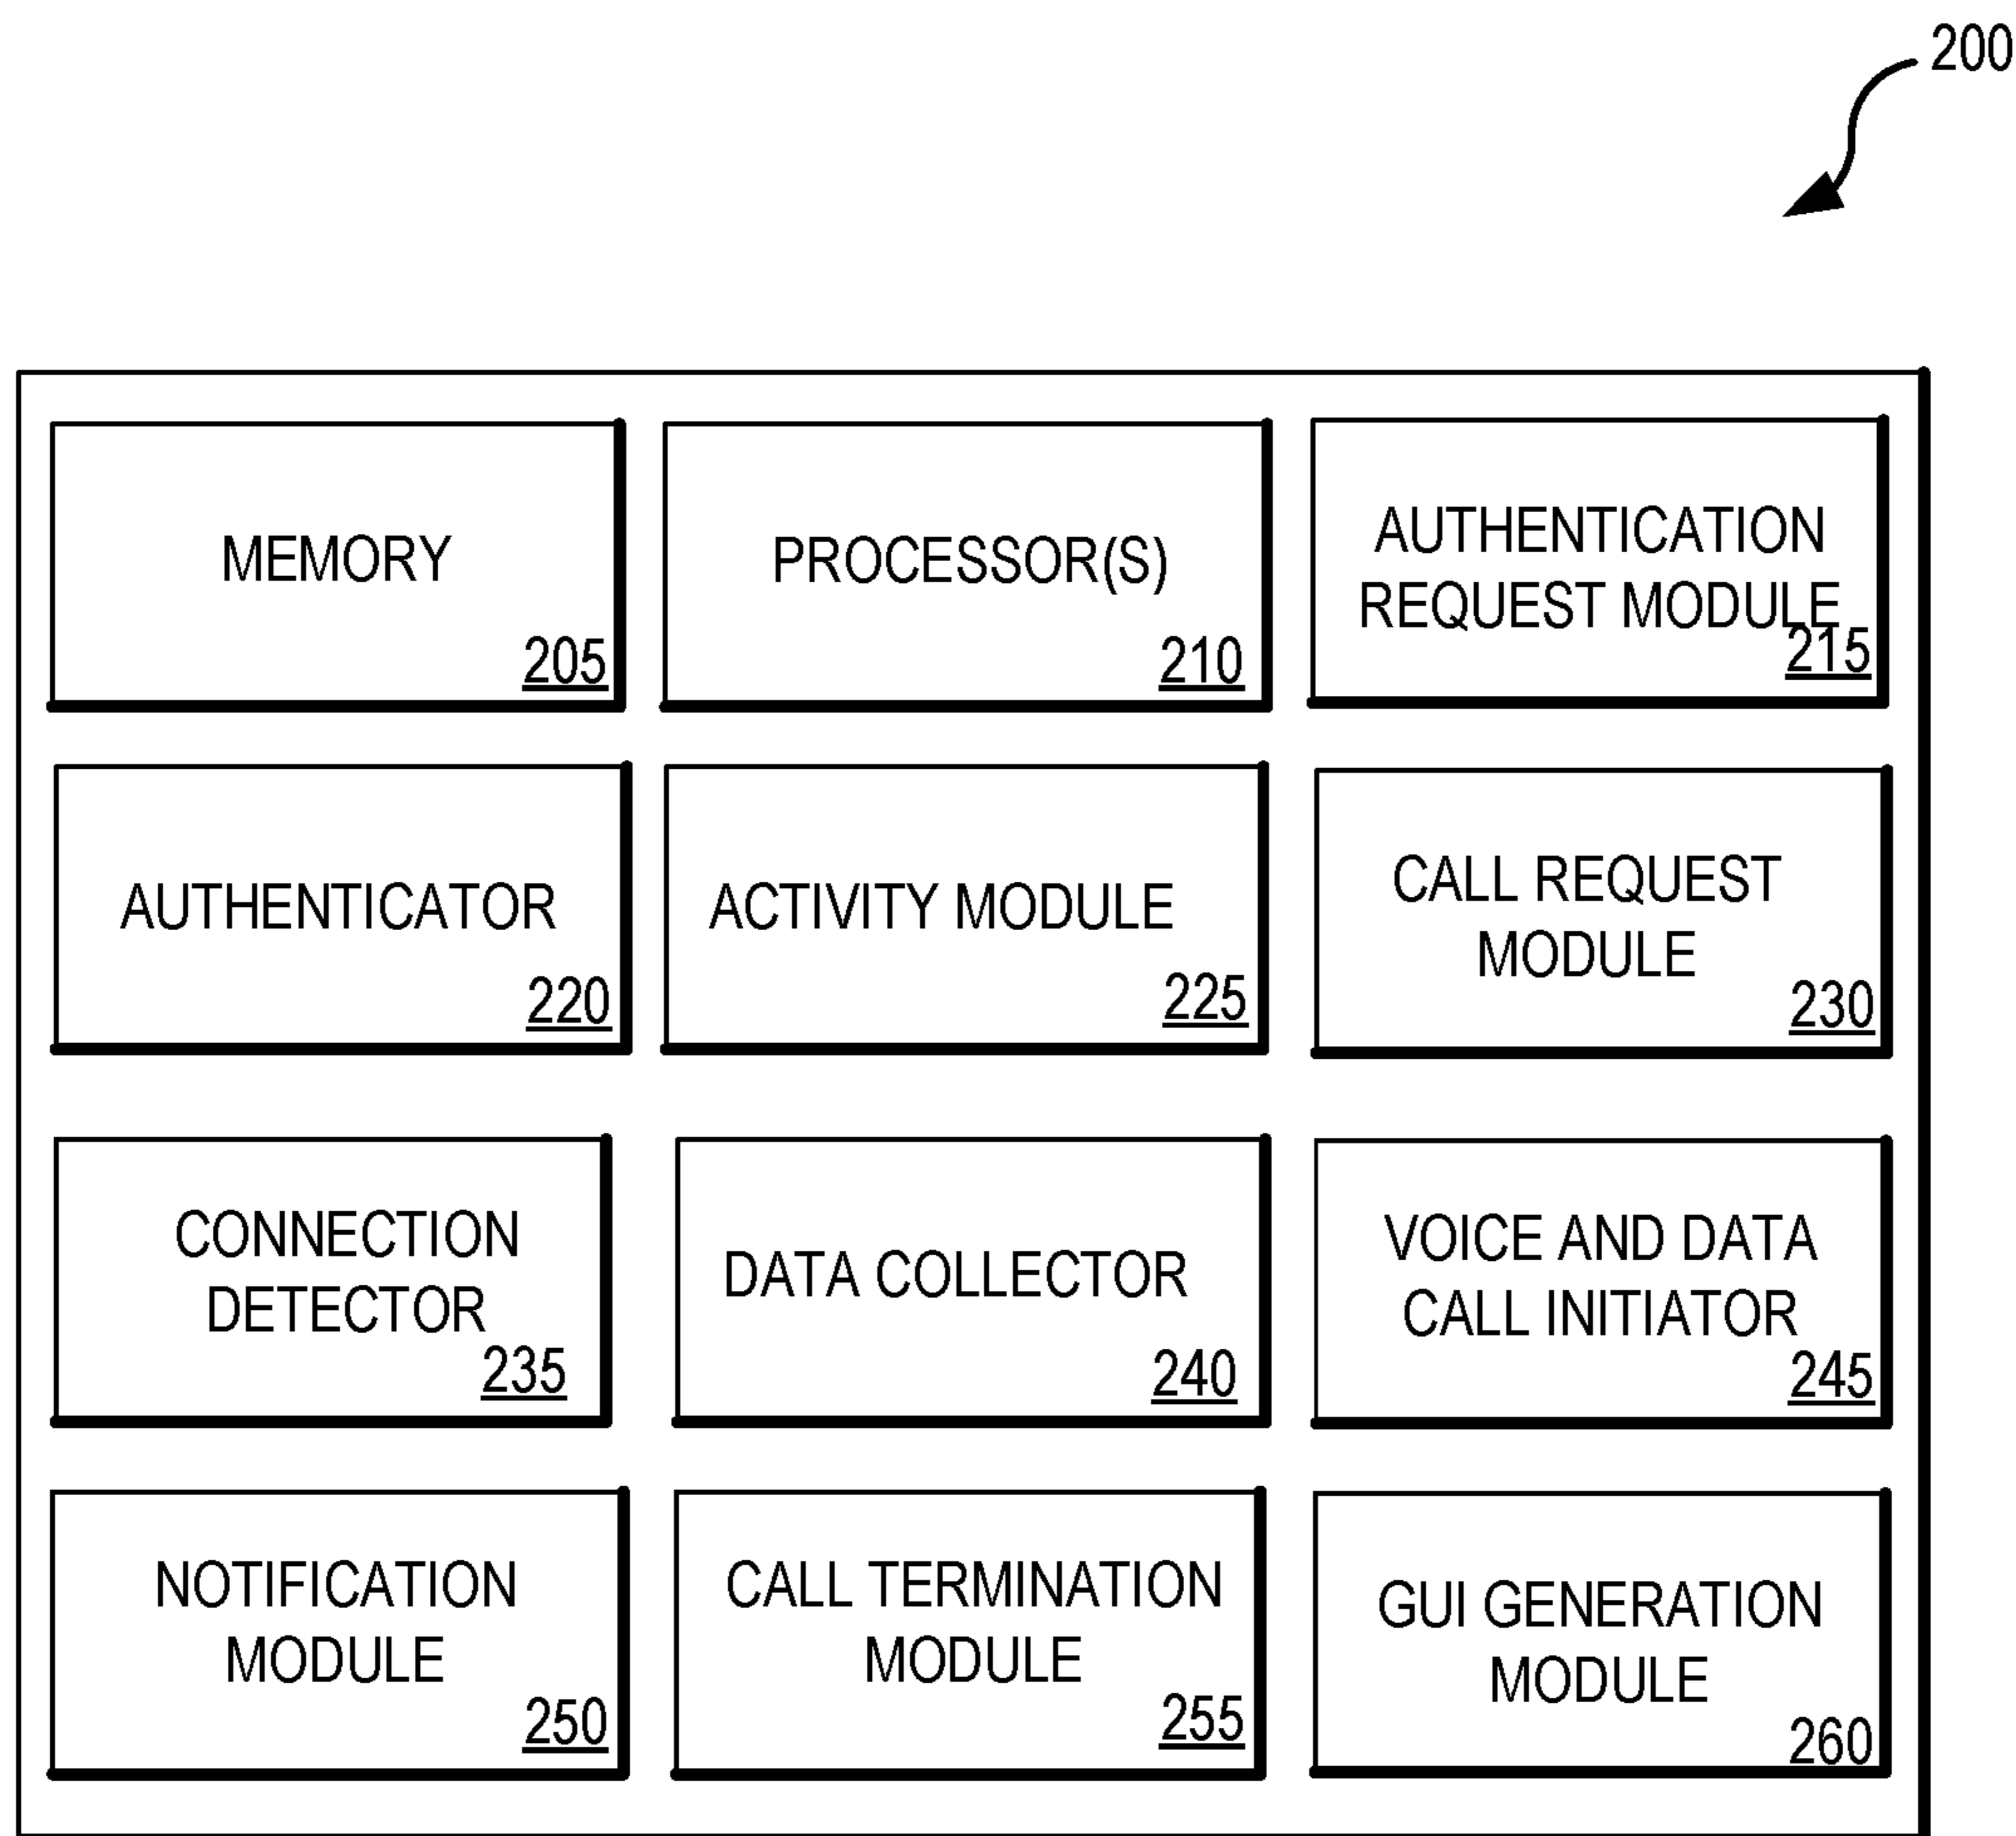 200
MEMORY
205
PROCESSOR(S)
210
AUTHENTICATION
REQUEST MODULE
215
AUTHENTICATOR
220
ACTIVITY MODULE
225
CALL REQUEST
MODULE
230
CONNECTION
DETECTOR
235
DATA COLLECTOR
240
VOICE AND DATA
CALL INITIATOR
245
NOTIFICATION
MODULE
250
CALL TERMINATION
MODULE
255
GUI GENERATION
MODULE
260